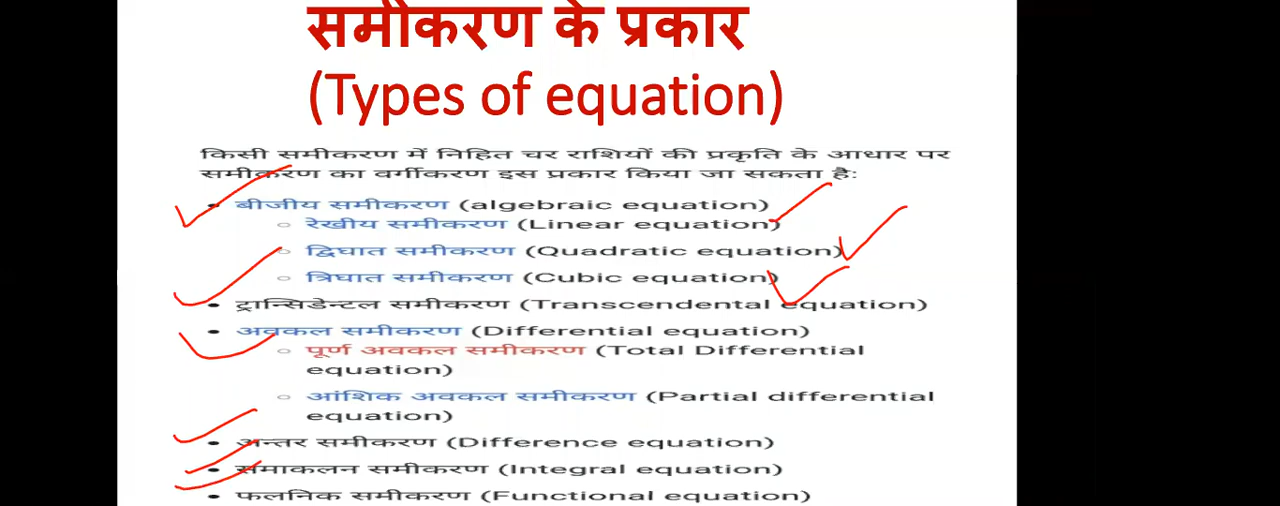 समीकरण के प्रकार
(Types of equation)
किसी समीकरण में निहित चर राशियों की प्रकृति के आधार पर
समीकरण का वर्गीकरण इस प्रकार किया जा सकता है:
• बीजीय समीकरण (algebraic equation)
○ रेखीय समीकरण (Linear equation)
○ द्विघात समीकरण (Quadratic equation)
○ त्रिघात समीकरण (Cubic equation)
• ट्रान्सिडेन्टल समीकरण (Transcendental equation)
• अवकल समीकरण (Differential equation)
○ पूर्ण अवकल समीकरण (Total Differential
equation)
○ आंशिक अवकल समीकरण (Partial differential
equation)
• अन्तर समीकरण (Difference equation)
• समाकलन समीकरण (Integral equation)
• फलनिक समीकरण (Functional equation)